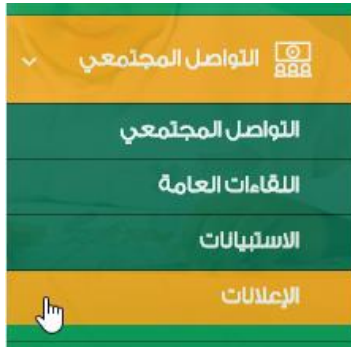 التواصل المجتمعي
التواصل المجتمعي
اللقاءات العامة
الاستبيانات
الإعلانات